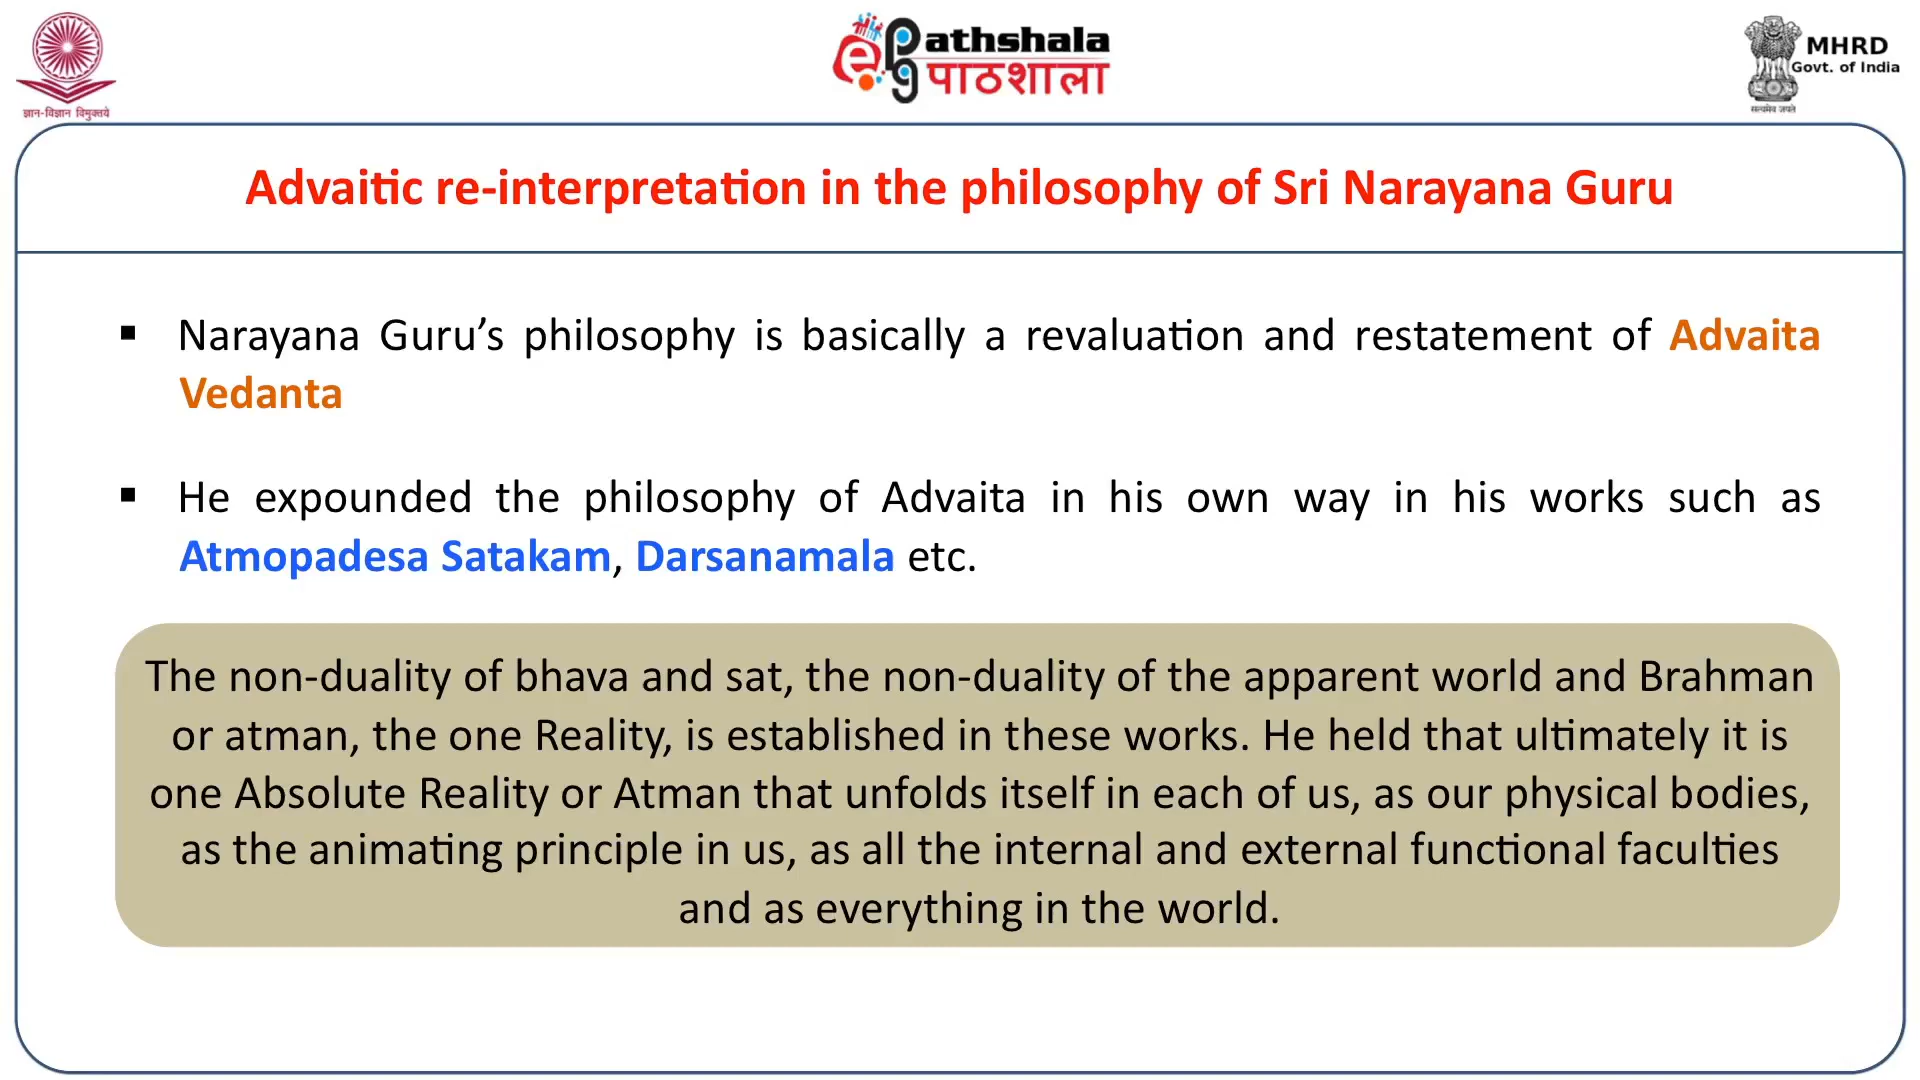 ज्ञान-विज्ञान विमुक्तये
ePG Pathshala
पाठशाला
MHRD
Govt. of India
सत्यमेव जयते
Advaitic re-interpretation in the philosophy of Sri Narayana Guru
▪ Narayana Guru’s philosophy is basically a revaluation and restatement of Advaita
Vedanta
▪ He expounded the philosophy of Advaita in his own way in his works such as
Atmopadesa Satakam, Darsanamala etc.
The non-duality of bhava and sat, the non-duality of the apparent world and Brahman
or atman, the one Reality, is established in these works. He held that ultimately it is
one Absolute Reality or Atman that unfolds itself in each of us, as our physical bodies,
as the animating principle in us, as all the internal and external functional faculties
and as everything in the world.